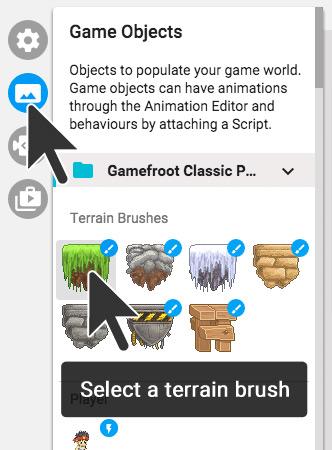 Game Objects
Objects to populate your game world.
Game objects can have animations
through the Animation Editor and
behaviours by attaching a Script.
Gamefroot Classic P...
Terrain Brushes
Select a terrain brush
Player